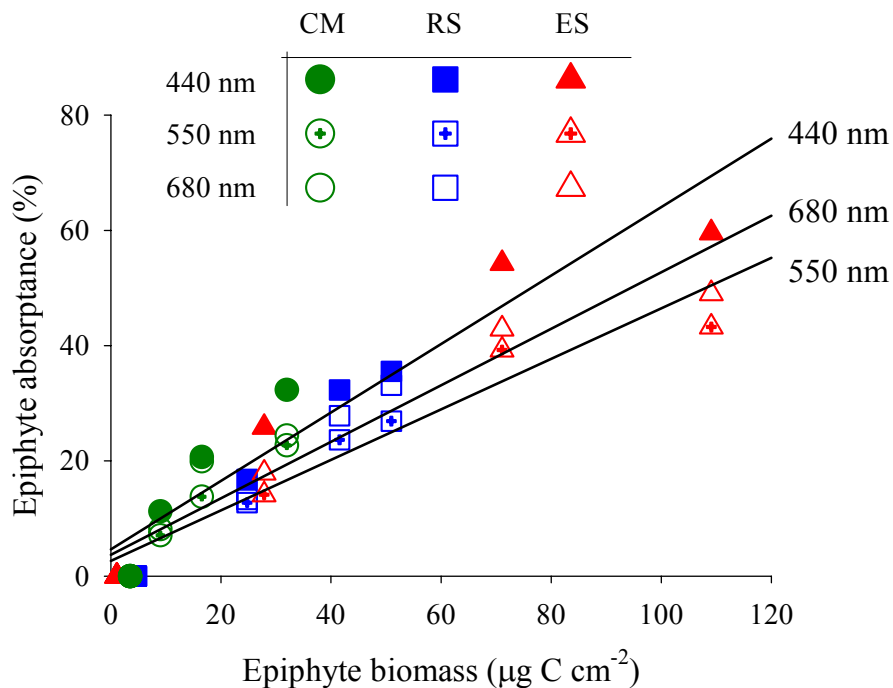 CM RS ES
440 nm
550 nm
680 nm
80
60
40
20
0
440 nm
680 nm
550 nm
0 20 40 60 80 100 120
Epiphyte absorptance (%)
Epiphyte biomass (μg C cm⁻²)